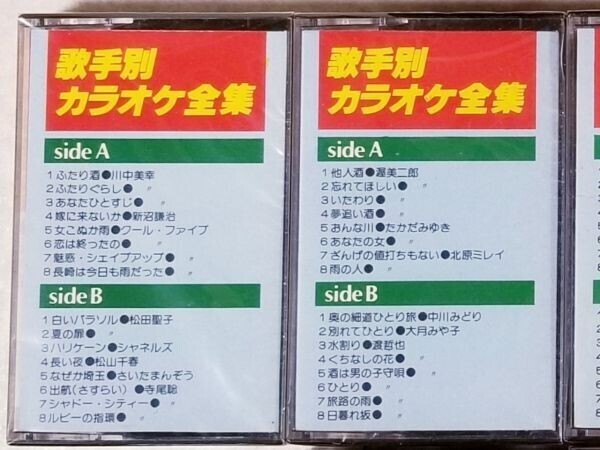 歌手別
カラオケ全集
side A
1 ふたり酒●川中美幸
2 ふたりぐらし● 〃
3 あなたひとすじ● 〃
4 嫁に来ないか●新沼謙治
5 女こぬか雨●クール・ファイブ
6 恋は終ったの● 〃
7 魅惑・シェイプアップ● 〃
8 長崎は今日も雨だった● 〃
side B
1 白いパラソル●松田聖子
2 夏の扉● 〃
3 ハリケーン●シャネルズ
4 長い夜●松山千春
5 なぜか埼玉●さいたまんぞう
6 出航(さすらい)●寺尾聰
7 シャドー・シティー● 〃
8 ルビーの指環● 〃
歌手別
カラオケ全集
side A
1 他人酒●渥美二郎
2 忘れてほしい● 〃
3 いたわり● 〃
4 夢追い酒● 〃
5 おんな川●たかだみゆき
6 あなたの女● 〃
7 ざんげの値打ちもない●北原ミレイ
8 雨の人● 〃
side B
1 奥の細道ひとり旅●中川みどり
2 別れてひとり●大月みや子
3 水割り●渡哲也
4 くちなしの花● 〃
5 酒は男の子守唄● 〃
6 ひとり● 〃
7 旅路の雨● 〃
8 日暮れ坂● 〃